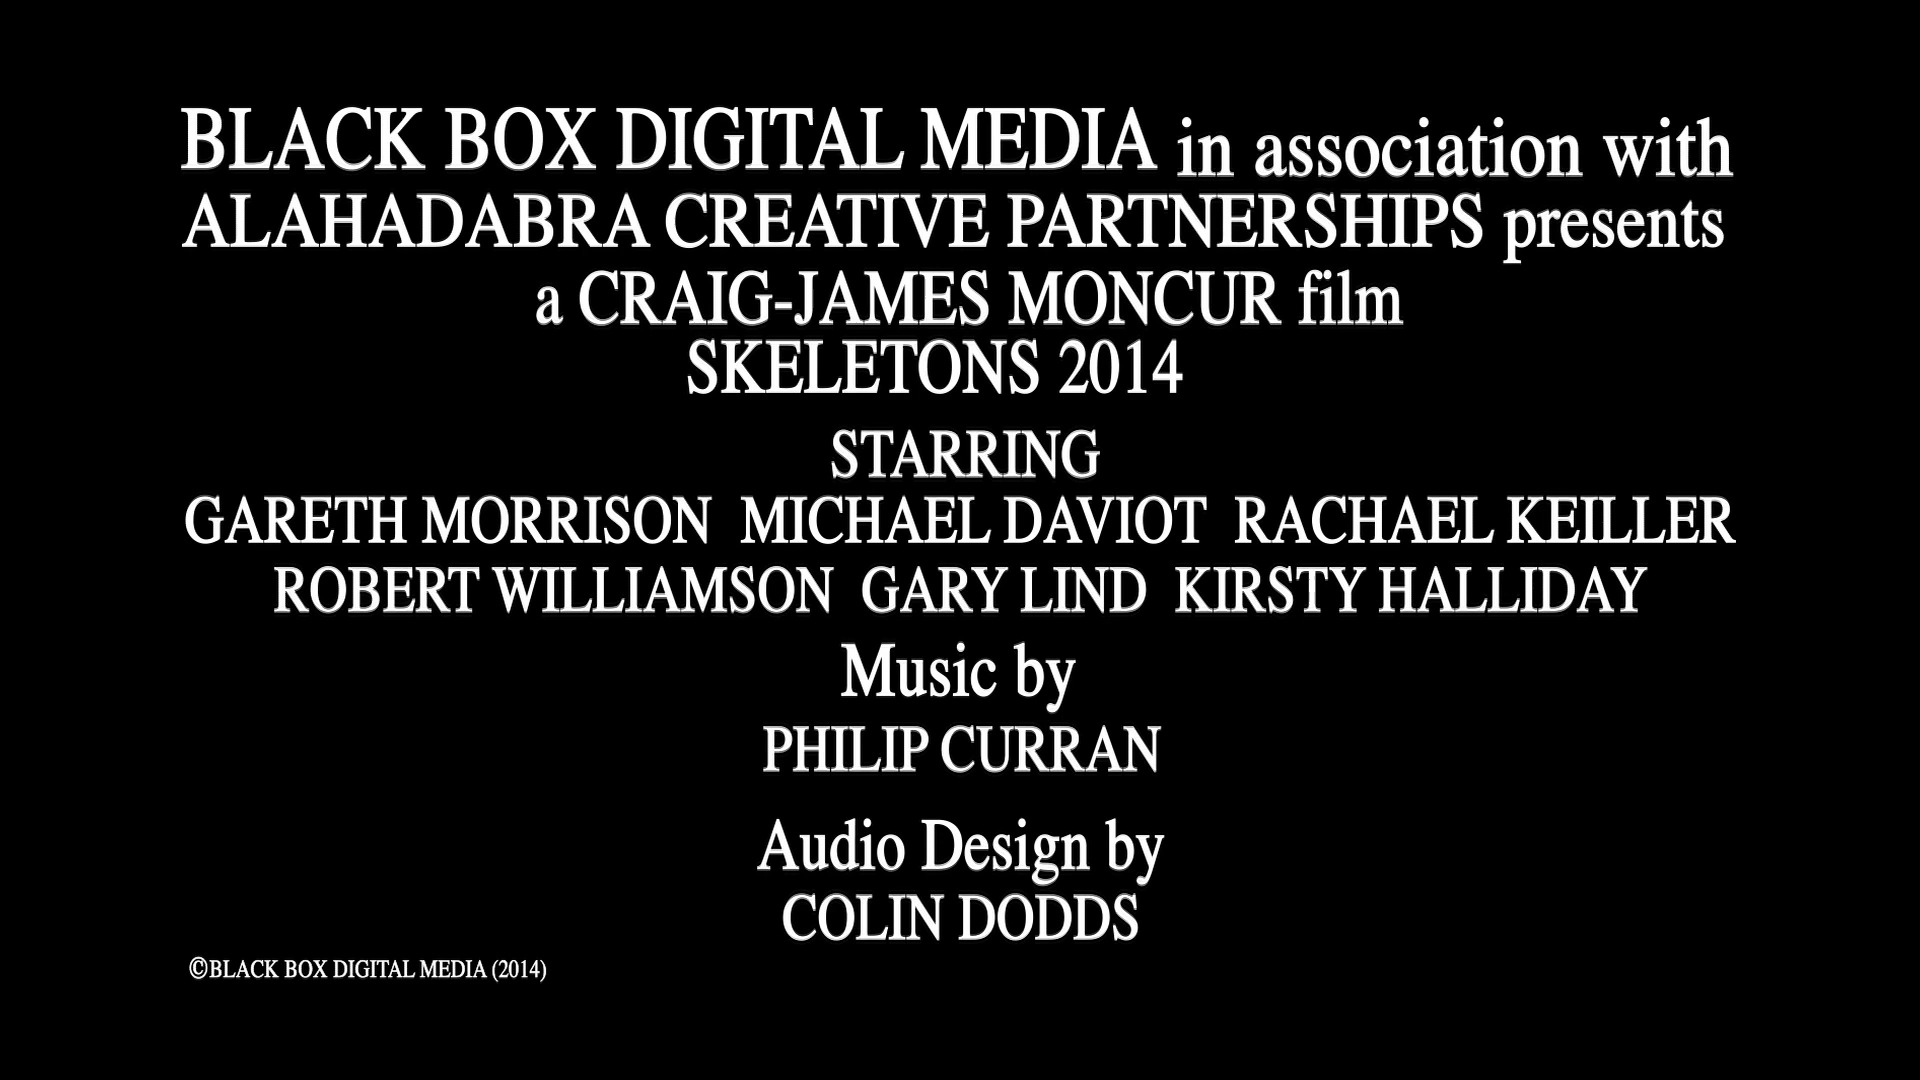 BLACK BOX DIGITAL MEDIA in association with
ALAHADABRA CREATIVE PARTNERSHIPS presents
a CRAIG-JAMES MONCUR film
SKELETONS 2014
STARRING
GARETH MORRISON  MICHAEL DAVIOT  RACHAEL KEILLER
ROBERT WILLIAMSON  GARY LIND  KIRSTY HALLIDAY
Music by
PHILIP CURRAN
Audio Design by
COLIN DODDS
©BLACK BOX DIGITAL MEDIA (2014)